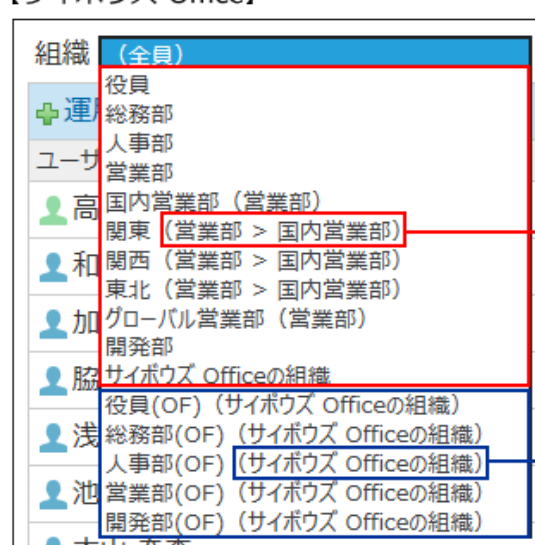 組織 (全員)
役員
総務部
人事部
営業部
国内営業部（営業部）
関東（営業部 > 国内営業部）
関西（営業部 > 国内営業部）
東北（営業部 > 国内営業部）
グローバル営業部（営業部）
開発部
サイボウズ Officeの組織
役員(OF)（サイボウズ Officeの組織）
総務部(OF)（サイボウズ Officeの組織）
人事部(OF)（サイボウズ Officeの組織）
営業部(OF)（サイボウズ Officeの組織）
開発部(OF)（サイボウズ Officeの組織）
運
ユーサ
高
和
加
脇
浅
池